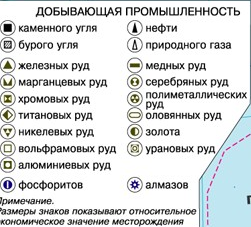 ДОБЫВАЮЩАЯ ПРОМЫШЛЕННОСТЬ
каменного угля
бурого угля
железных руд
марганцевых руд
хромовых руд
титановых руд
никелевых руд
вольфрамовых руд
алюминиевых руд
фосфоритов
нефти
природного газа
медных руд
серебряных руд
полиметаллических
руд
оловянных руд
золота
урановых руд
алмазов
Примечание.
Размеры знаков показывают относительное
экономическое значение месторождения